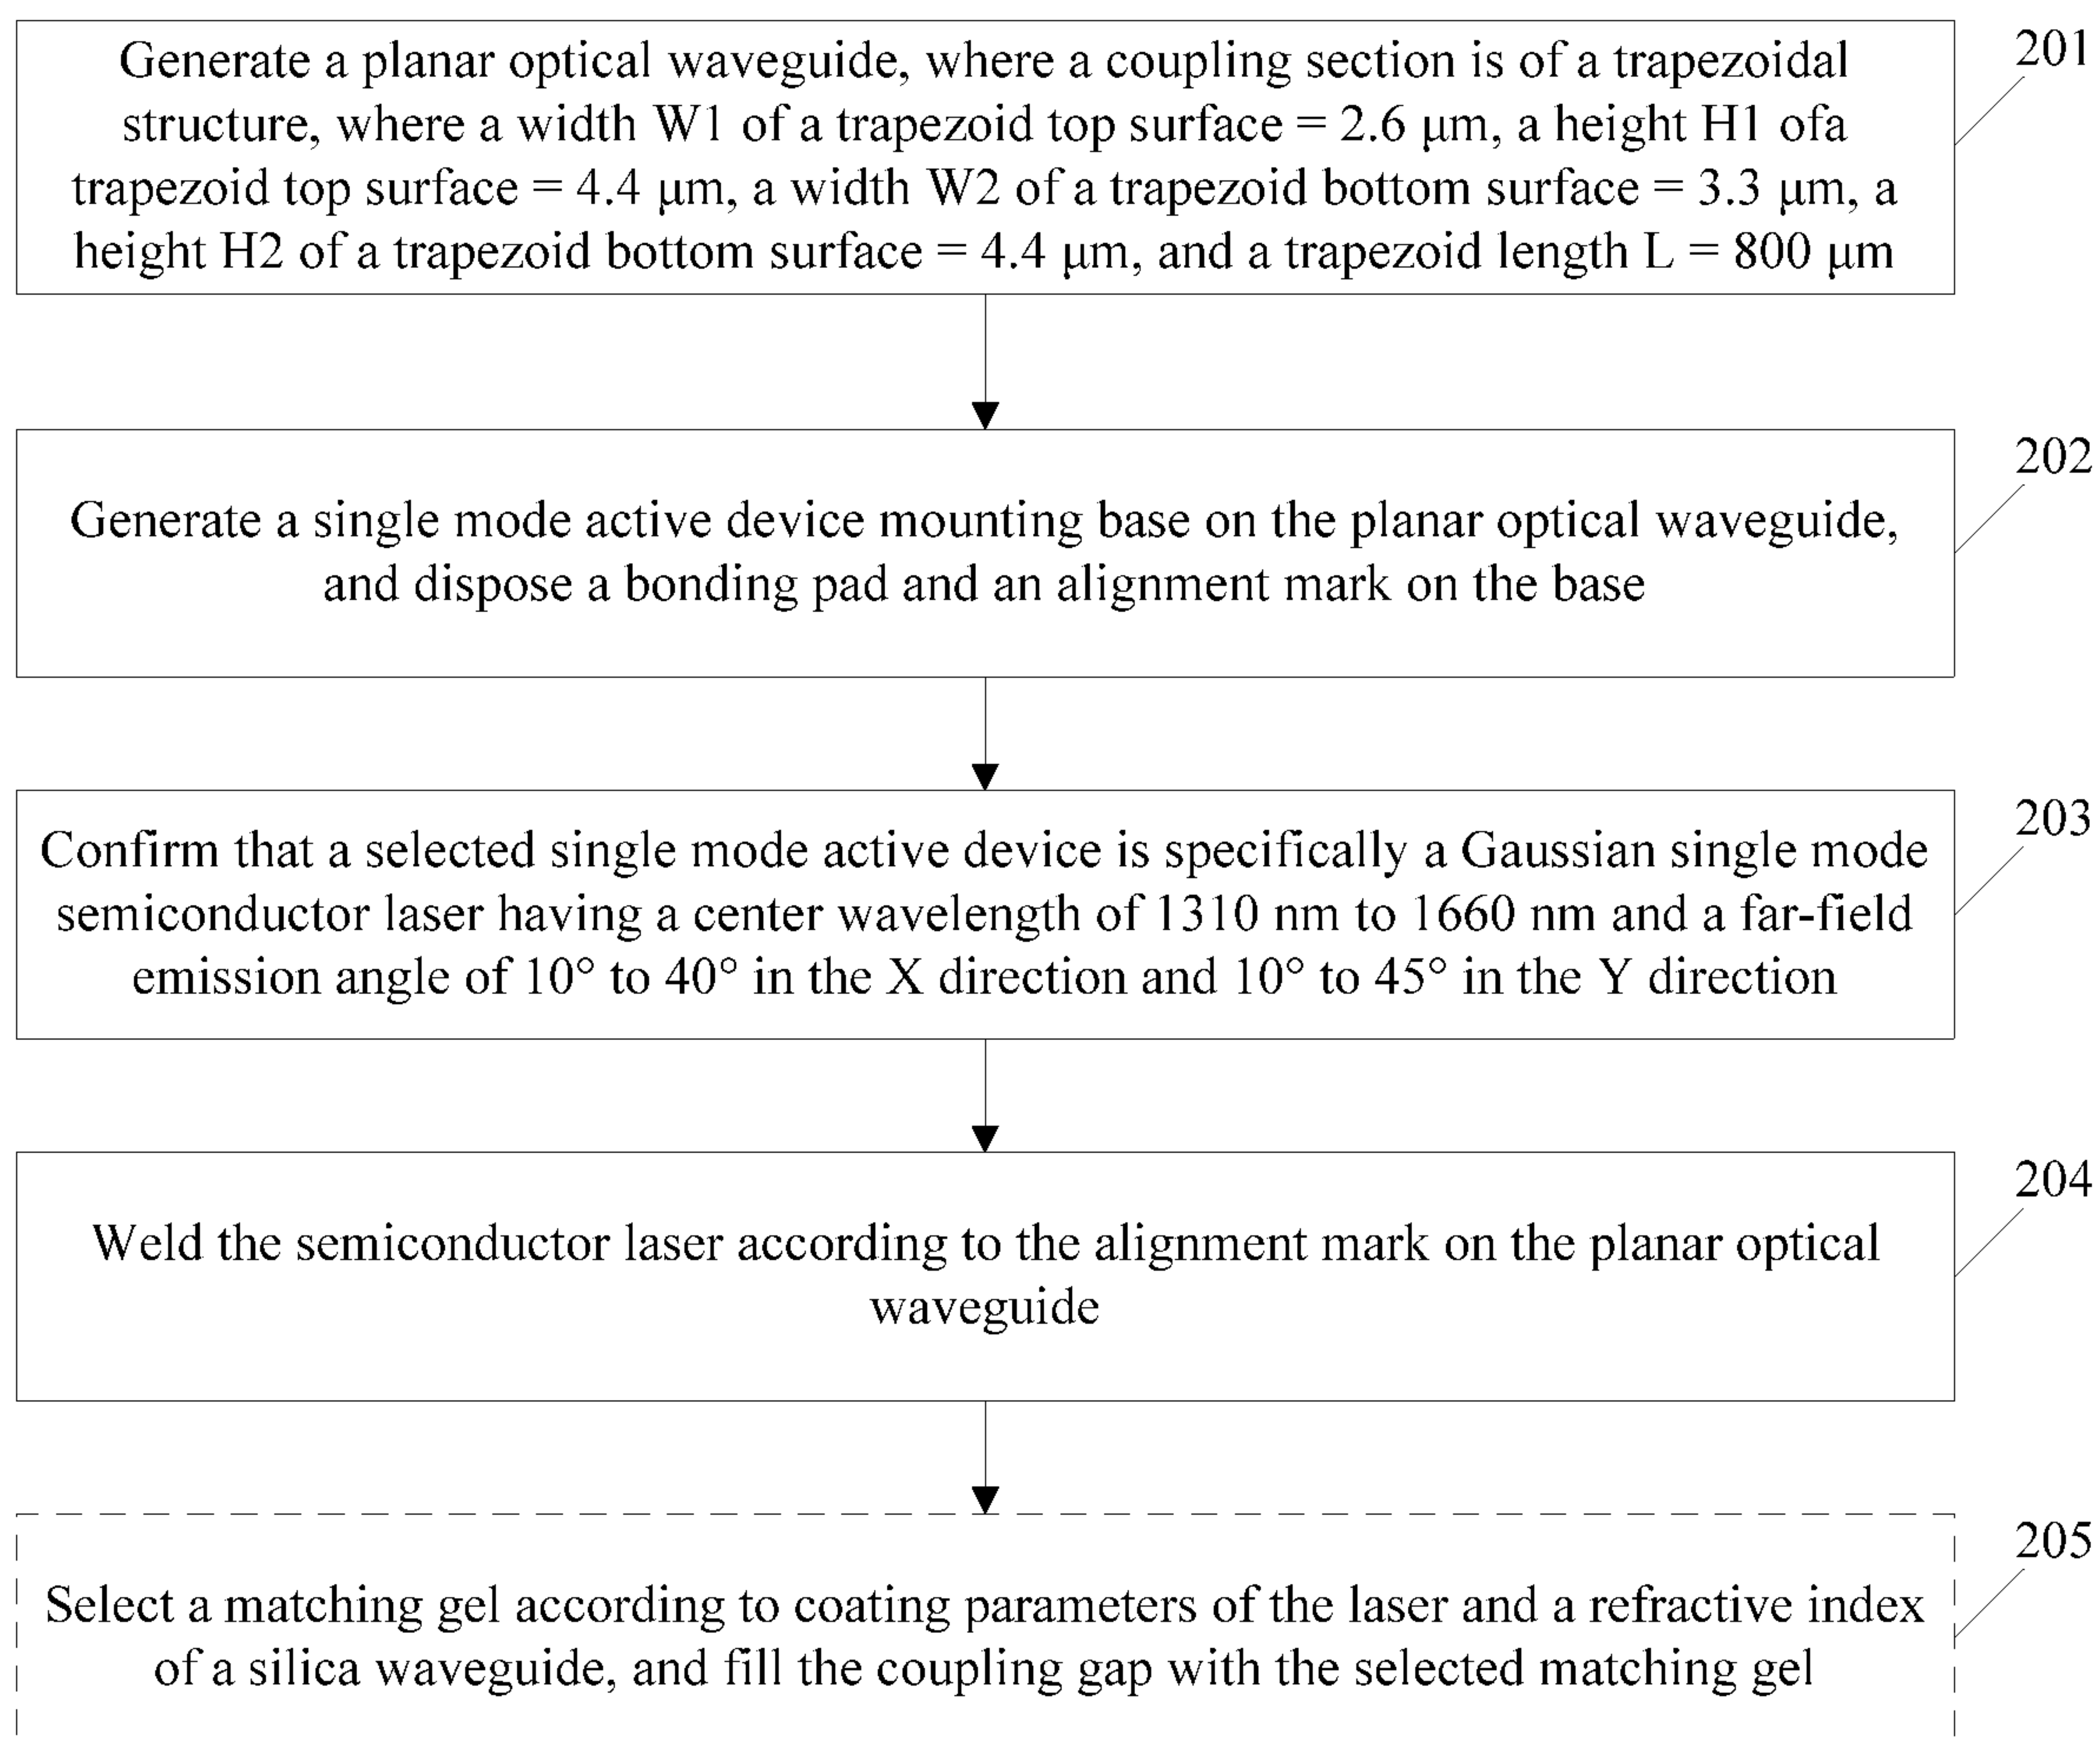 Generate a planar optical waveguide, where a coupling section is of a trapezoidal
structure, where a width W1 of a trapezoid top surface = 2.6 μm, a height H1 ofa
trapezoid top surface = 4.4 μm, a width W2 of a trapezoid bottom surface = 3.3 μm, a
height H2 of a trapezoid bottom surface = 4.4 μm, and a trapezoid length L = 800 μm
201
Generate a single mode active device mounting base on the planar optical waveguide,
and dispose a bonding pad and an alignment mark on the base
202
Confirm that a selected single mode active device is specifically a Gaussian single mode
semiconductor laser having a center wavelength of 1310 nm to 1660 nm and a far-field
emission angle of 10° to 40° in the X direction and 10° to 45° in the Y direction
203
Weld the semiconductor laser according to the alignment mark on the planar optical
waveguide
204
Select a matching gel according to coating parameters of the laser and a refractive index
of a silica waveguide, and fill the coupling gap with the selected matching gel
205